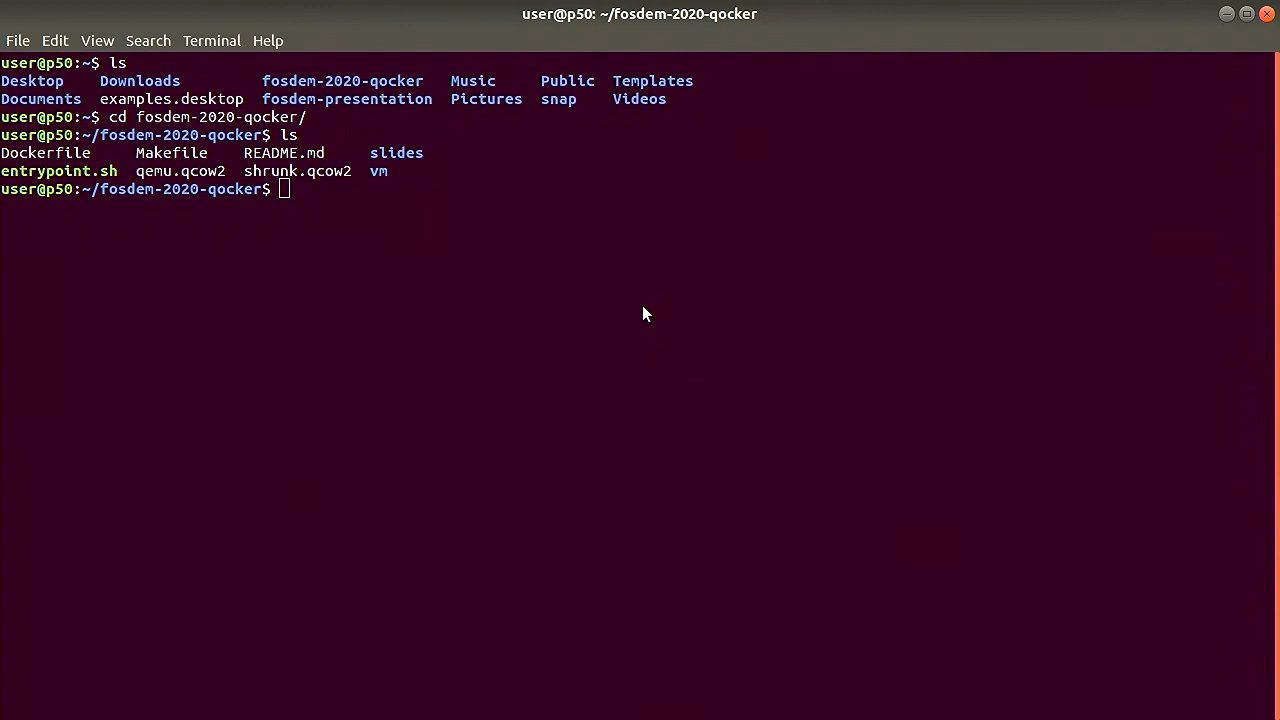 user@p50: ~/fosdem-2020-qocker
File Edit View Search Terminal Help
user@p50:~$ ls
Desktop Downloads fosdem-2020-qocker Music Public Templates
Documents examples.desktop fosdem-presentation Pictures snap Videos
user@p50:~$ cd fosdem-2020-qocker/
user@p50:~/fosdem-2020-qocker$ ls
Dockerfile Makefile README.md slides
entrypoint.sh qemu.qcow2 shrunk.qcow2 vm
user@p50:~/fosdem-2020-qocker$